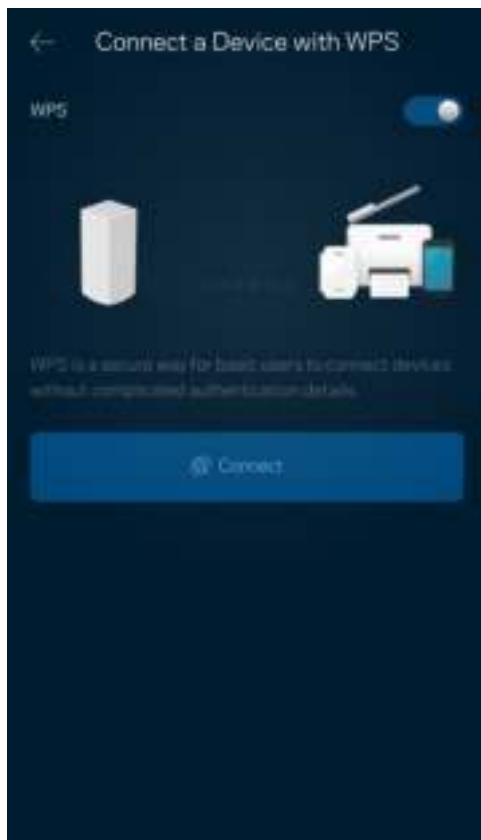 Connect a Device with WPS
WPS
WPS is a secure way for basic users to connect devices
without complicated authentication details.
Connect